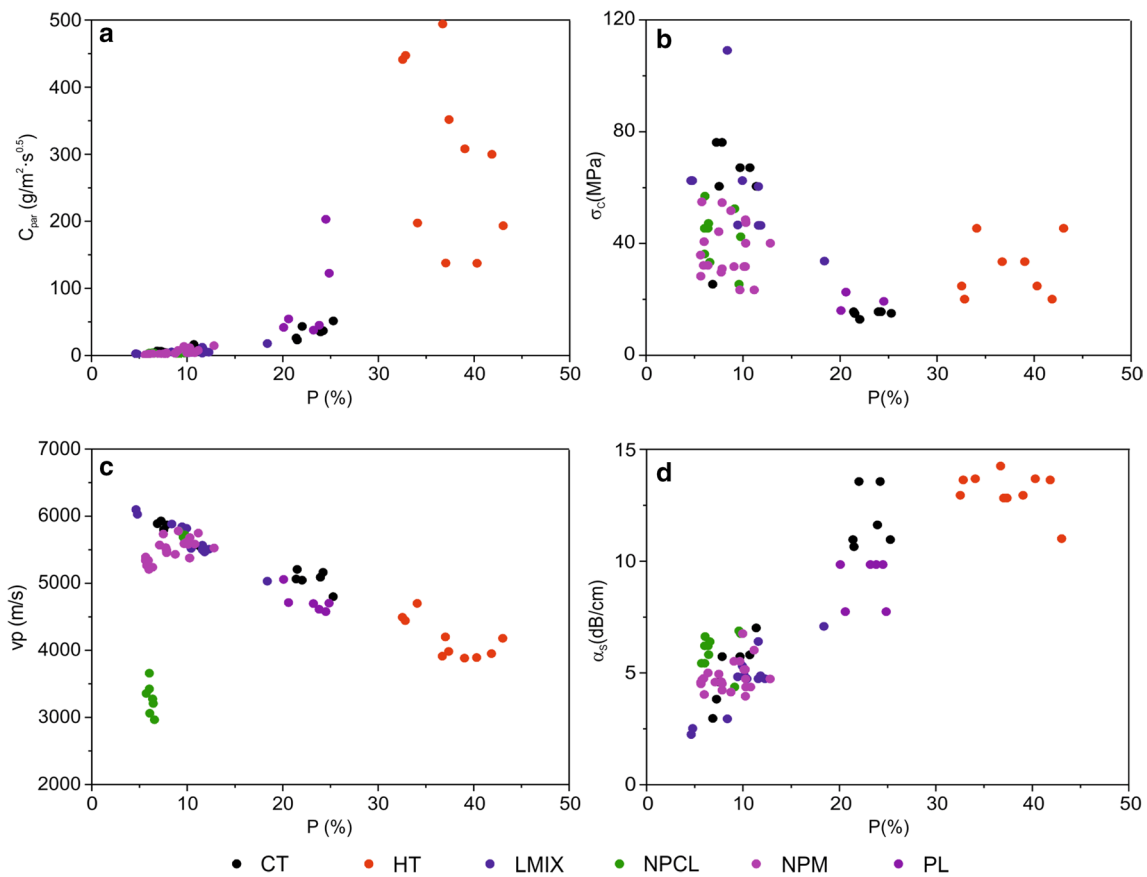 a
500
400
300
200
100
0
C_par (g/m²·s^0.5)
0 10 20 30 40 50
P (%)
b
120
80
40
0
σ_C(MPa)
0 10 20 30 40 50
P(%)
c
7000
6000
5000
4000
3000
2000
vp (m/s)
0 10 20 30 40 50
P (%)
d
15
10
5
0
α_S(dB/cm)
0 10 20 30 40 50
P(%)
CT HT LMIX NPCL NPM PL